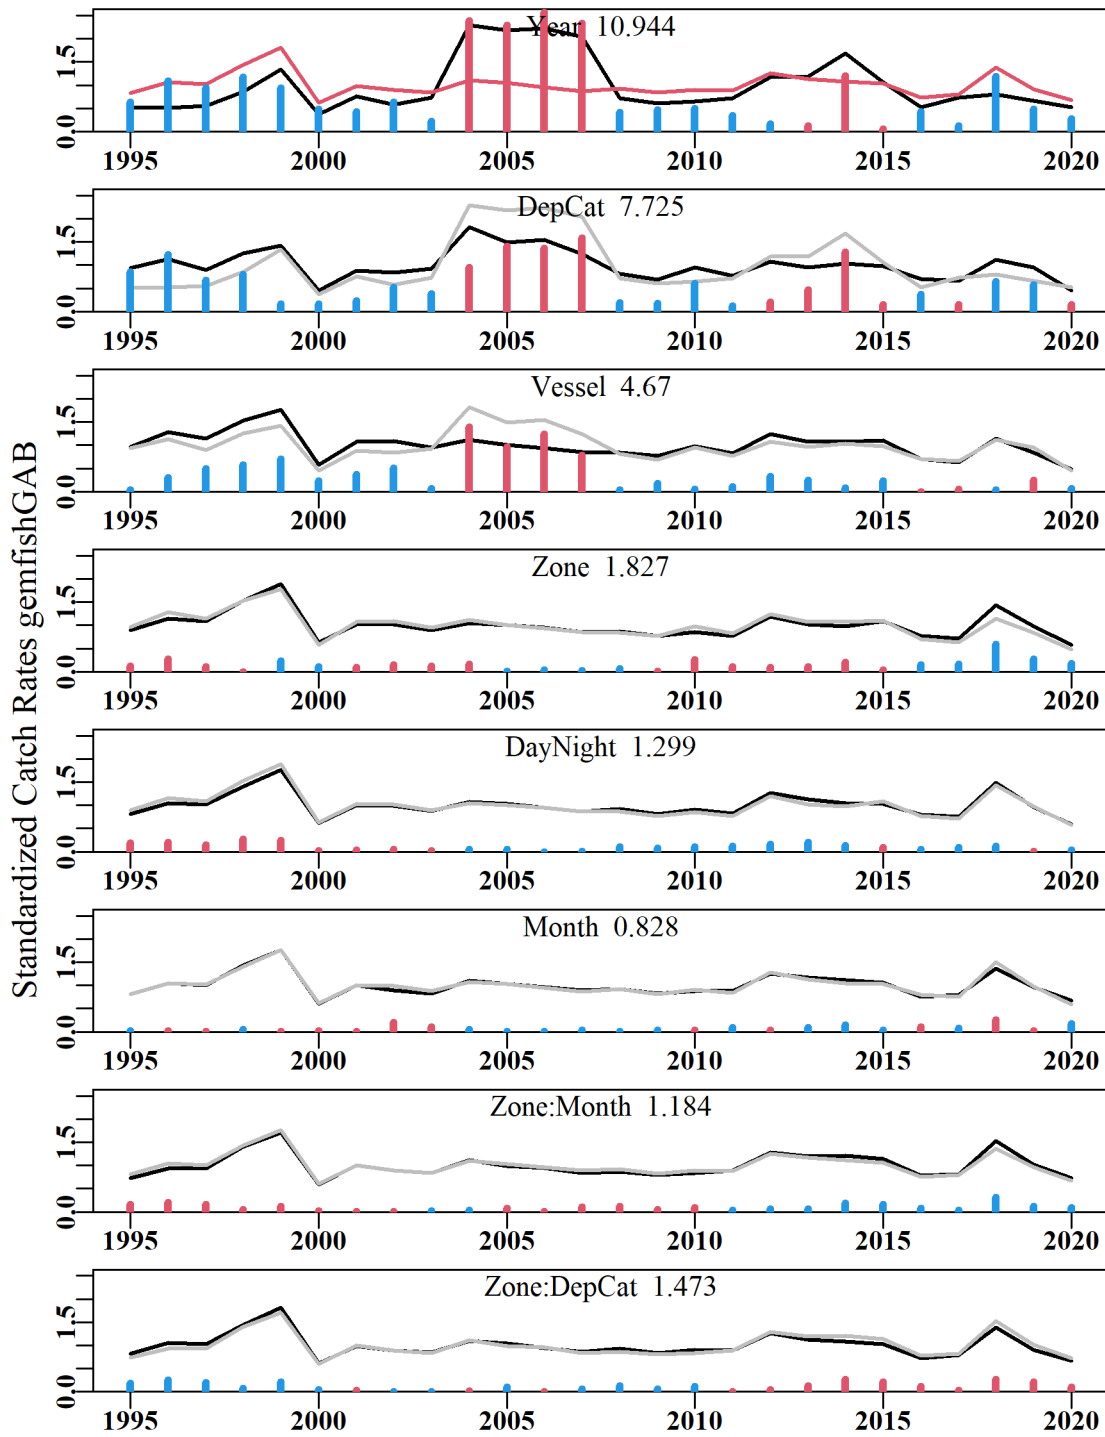 Standardized Catch Rates gemfishGAB
Year 10.944
0.0 1.5
1995 2000 2005 2010 2015 2020
DepCat 7.725
0.0 1.5
1995 2000 2005 2010 2015 2020
Vessel 4.67
0.0 1.5
1995 2000 2005 2010 2015 2020
Zone 1.827
0.0 1.5
1995 2000 2005 2010 2015 2020
DayNight 1.299
0.0 1.5
1995 2000 2005 2010 2015 2020
Month 0.828
0.0 1.5
1995 2000 2005 2010 2015 2020
Zone:Month 1.184
0.0 1.5
1995 2000 2005 2010 2015 2020
Zone:DepCat 1.473
0.0 1.5
1995 2000 2005 2010 2015 2020